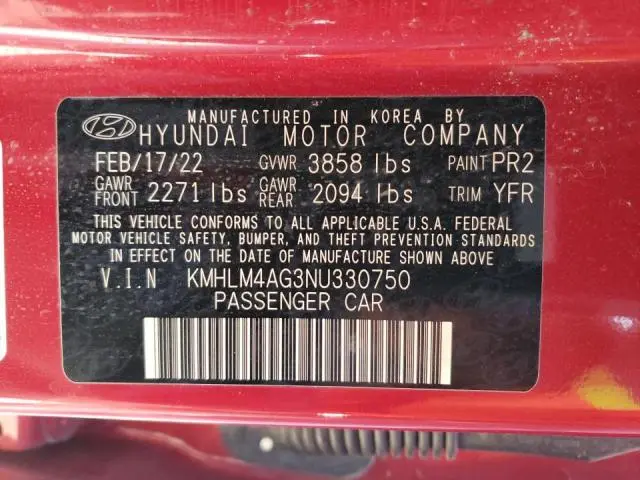 MANUFACTURED IN KOREA BY
HYUNDAI MOTOR COMPANY
FEB/17/22 GVWR 3858 lbs PAINT PR2
GAWR FRONT 2271 lbs GAWR REAR 2094 lbs TRIM YFR
THIS VEHICLE CONFORMS TO ALL APPLICABLE U.S.A. FEDERAL
MOTOR VEHICLE SAFETY, BUMPER, AND THEFT PREVENTION STANDARDS
IN EFFECT ON THE DATE OF MANUFACTURE SHOWN ABOVE
V.I.N KMHLM4AG3NU330750
PASSENGER CAR